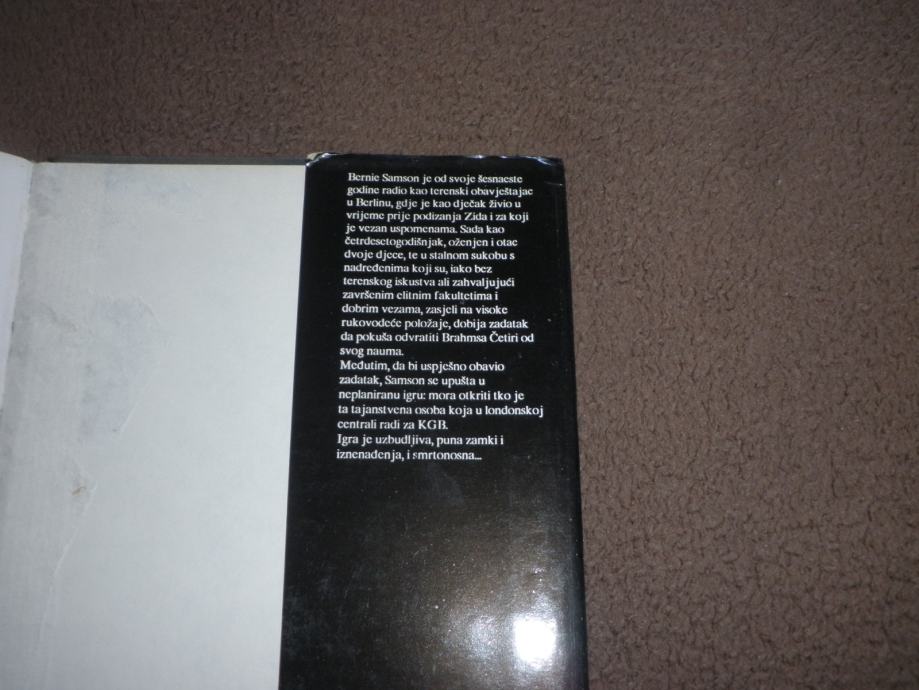 Bernie Samson je od svoje šesnaeste
godine radio kao terenski obavještajac
u Berlinu, gdje je kao dječak živio u
vrijeme prije podizanja Zida i za koji
je vezan uspomenama. Sada kao
četrdesetogodišnjak, oženjen i otac
dvoje djece, te u stalnom sukobu s
nadređenima koji su, iako bez
terenskog iskustva ali zahvaljujući
završenim elitnim fakultetima i
dobrim vezama, zasjeli na visoke
rukovodeće položaje, dobija zadatak
da pokuša odvratiti Brahmsa Četiri od
svog nauma.
Međutim, da bi uspješno obavio
zadatak, Samson se upušta u
neplaniranu igru: mora otkriti tko je
ta tajanstvena osoba koja u londonskoj
centrali radi za KGB.
Igra je uzbudljiva, puna zamki i
iznenađenja, i smrtonosna...